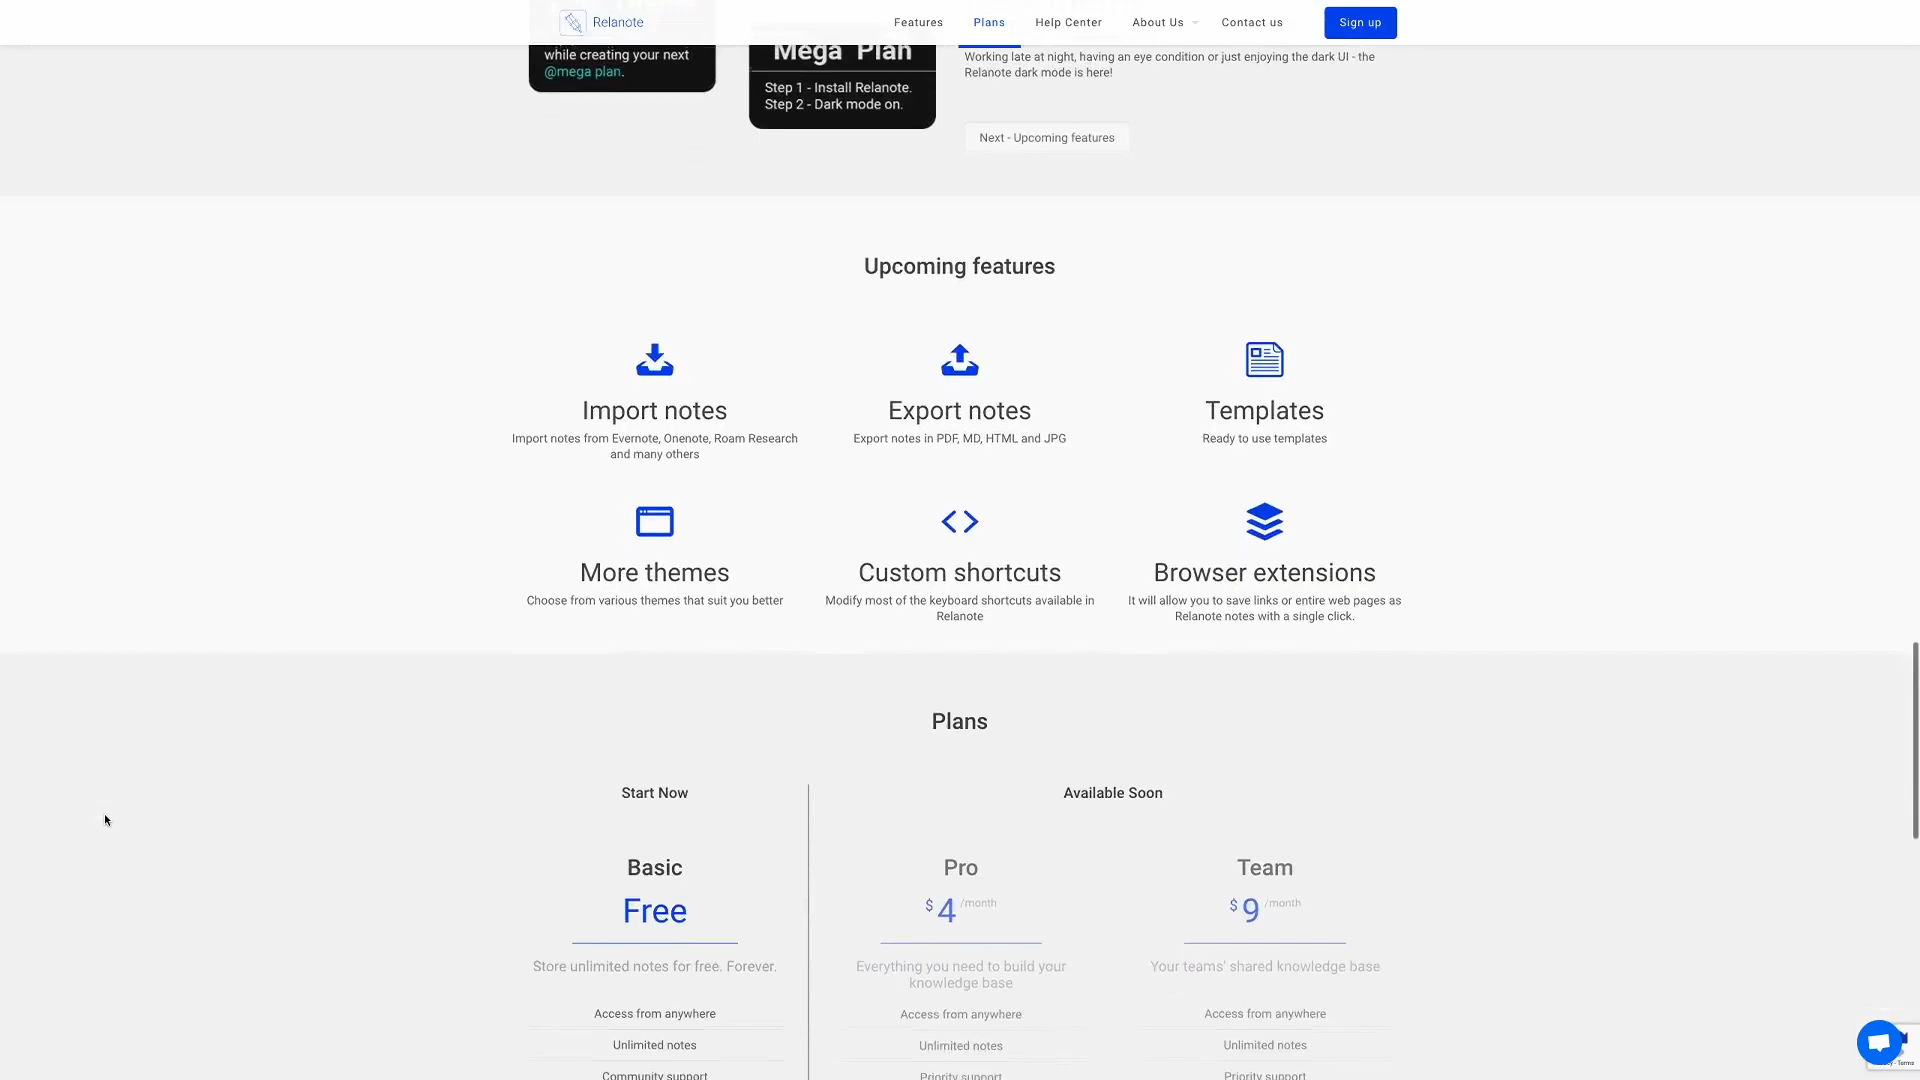 Relanote
Features
Plans
Help Center
About Us
Contact us
Sign up
while creating your next
@mega plan.
Mega Plan
Step 1 - Install Relanote.
Step 2 - Dark mode on.
Working late at night, having an eye condition or just enjoying the dark UI - the
Relanote dark mode is here!
Next - Upcoming features
Upcoming features
Import notes
Import notes from Evernote, Onenote, Roam Research
and many others
Export notes
Export notes in PDF, MD, HTML and JPG
Templates
Ready to use templates
More themes
Choose from various themes that suit you better
Custom shortcuts
Modify most of the keyboard shortcuts available in
Relanote
Browser extensions
It will allow you to save links or entire web pages as
Relanote notes with a single click.
Plans
Start Now
Available Soon
Basic
Free
Store unlimited notes for free. Forever.
Access from anywhere
Unlimited notes
Community support
Pro
$ 4 /month
Everything you need to build your
knowledge base
Access from anywhere
Unlimited notes
Priority support
Team
$ 9 /month
Your teams' shared knowledge base
Access from anywhere
Unlimited notes
Priority support
Terms